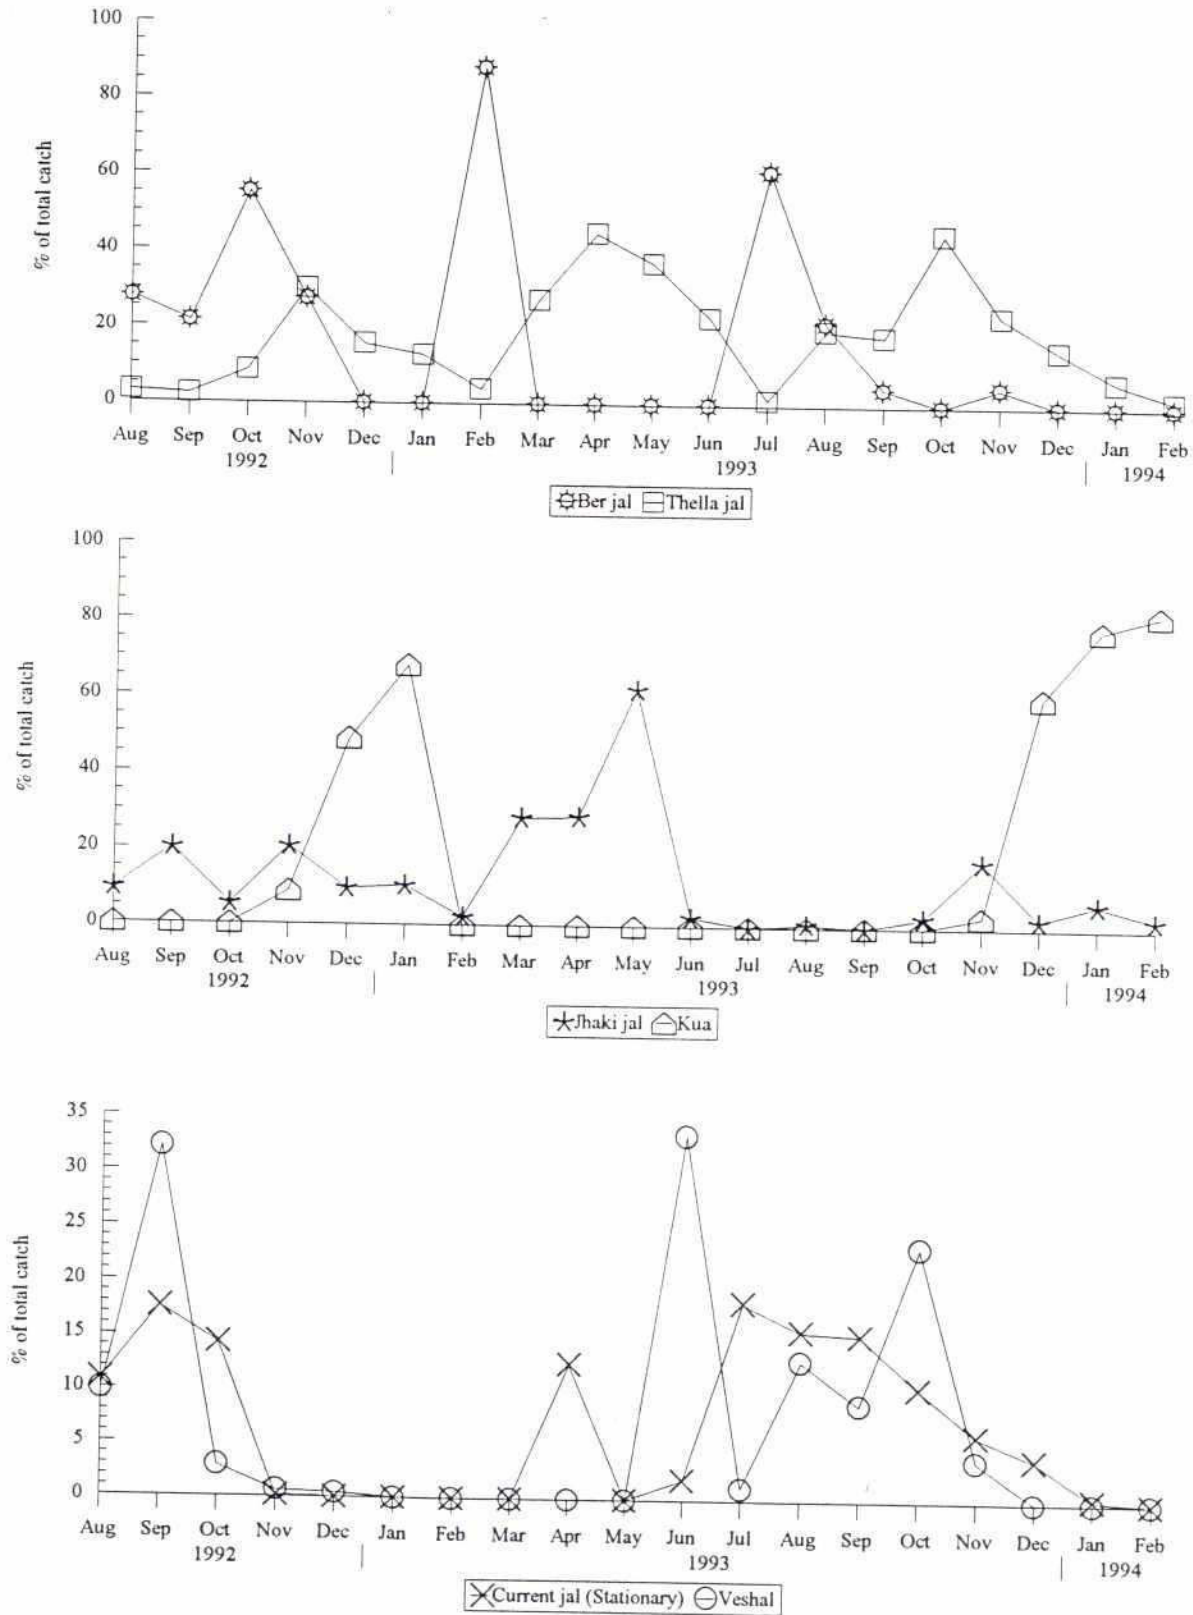 100
80
60
40
20
0
% of total catch
Aug Sep Oct Nov Dec Jan Feb Mar Apr May Jun Jul Aug Sep Oct Nov Dec Jan Feb
1992 1993 1994
Ber jal Thella jal
100
80
60
40
20
0
% of total catch
Aug Sep Oct Nov Dec Jan Feb Mar Apr May Jun Jul Aug Sep Oct Nov Dec Jan Feb
1992 1993 1994
Jhaki jal Kua
35
30
25
20
15
10
5
0
% of total catch
Aug Sep Oct Nov Dec Jan Feb Mar Apr May Jun Jul Aug Sep Oct Nov Dec Jan Feb
1992 1993 1994
Current jal (Stationary) Veshal